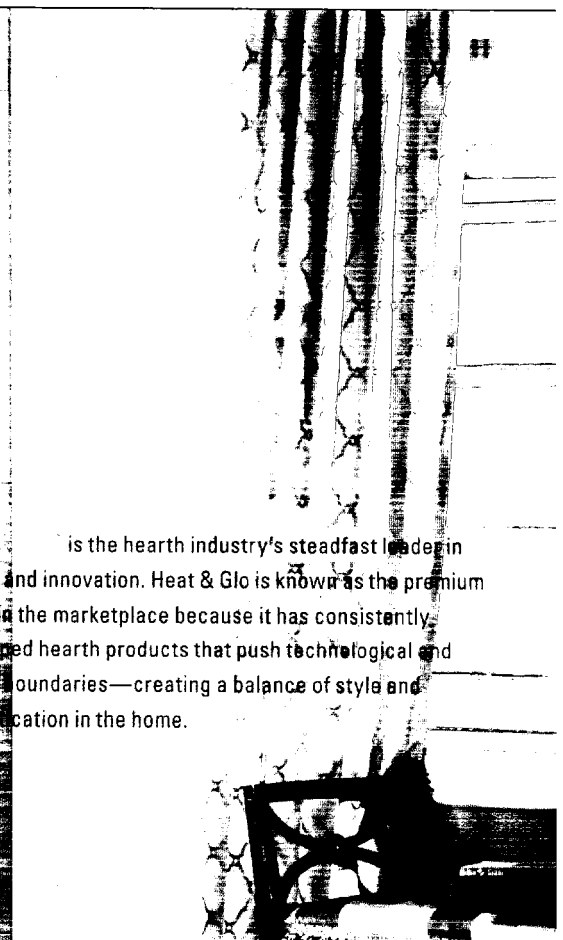 is the hearth industry's steadfast leader in
and innovation. Heat & Glo is known as the premium
the marketplace because it has consistently
hearth products that push technological and
oundaries—creating a balance of style and
ication in the home.